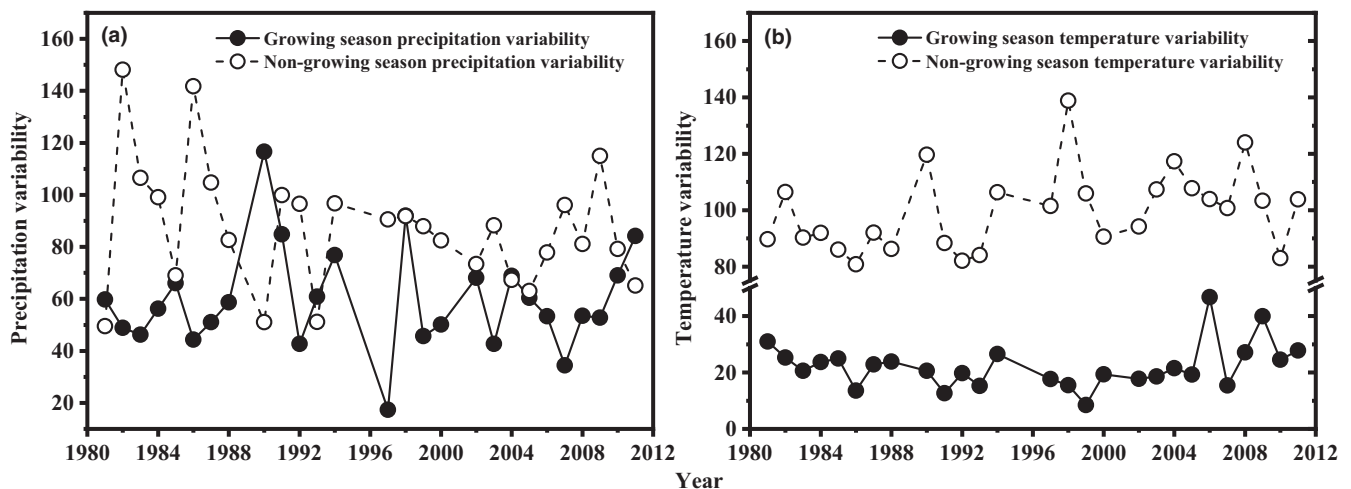 (a)
Growing season precipitation variability
Non-growing season precipitation variability
Precipitation variability
160
140
120
100
80
60
40
20
1980 1984 1988 1992 1996 2000 2004 2008 2012
(b)
Growing season temperature variability
Non-growing season temperature variability
Temperature variability
160
140
120
100
80
40
20
0
1980 1984 1988 1992 1996 2000 2004 2008 2012
Year